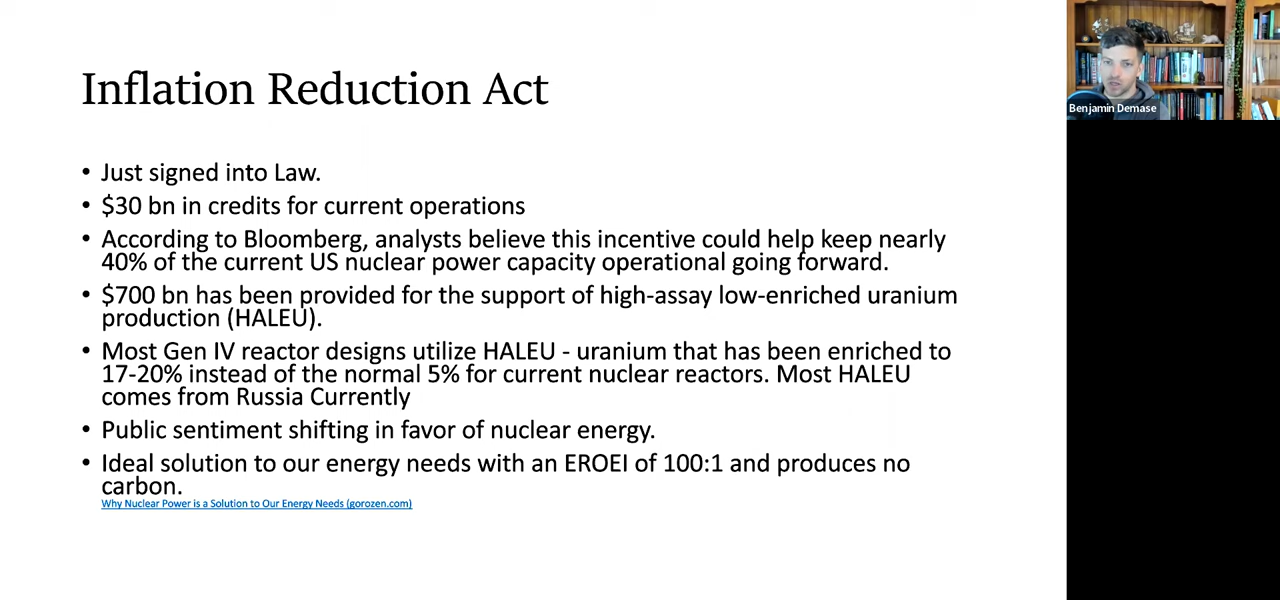 Inflation Reduction Act
• Just signed into Law.
• $30 bn in credits for current operations
• According to Bloomberg, analysts believe this incentive could help keep nearly
40% of the current US nuclear power capacity operational going forward.
• $700 bn has been provided for the support of high-assay low-enriched uranium
production (HALEU).
• Most Gen IV reactor designs utilize HALEU - uranium that has been enriched to
17-20% instead of the normal 5% for current nuclear reactors. Most HALEU
comes from Russia Currently
• Public sentiment shifting in favor of nuclear energy.
• Ideal solution to our energy needs with an EROEI of 100:1 and produces no
carbon.
Why Nuclear Power is a Solution to Our Energy Needs (gorozen.com)
Benjamin Demase